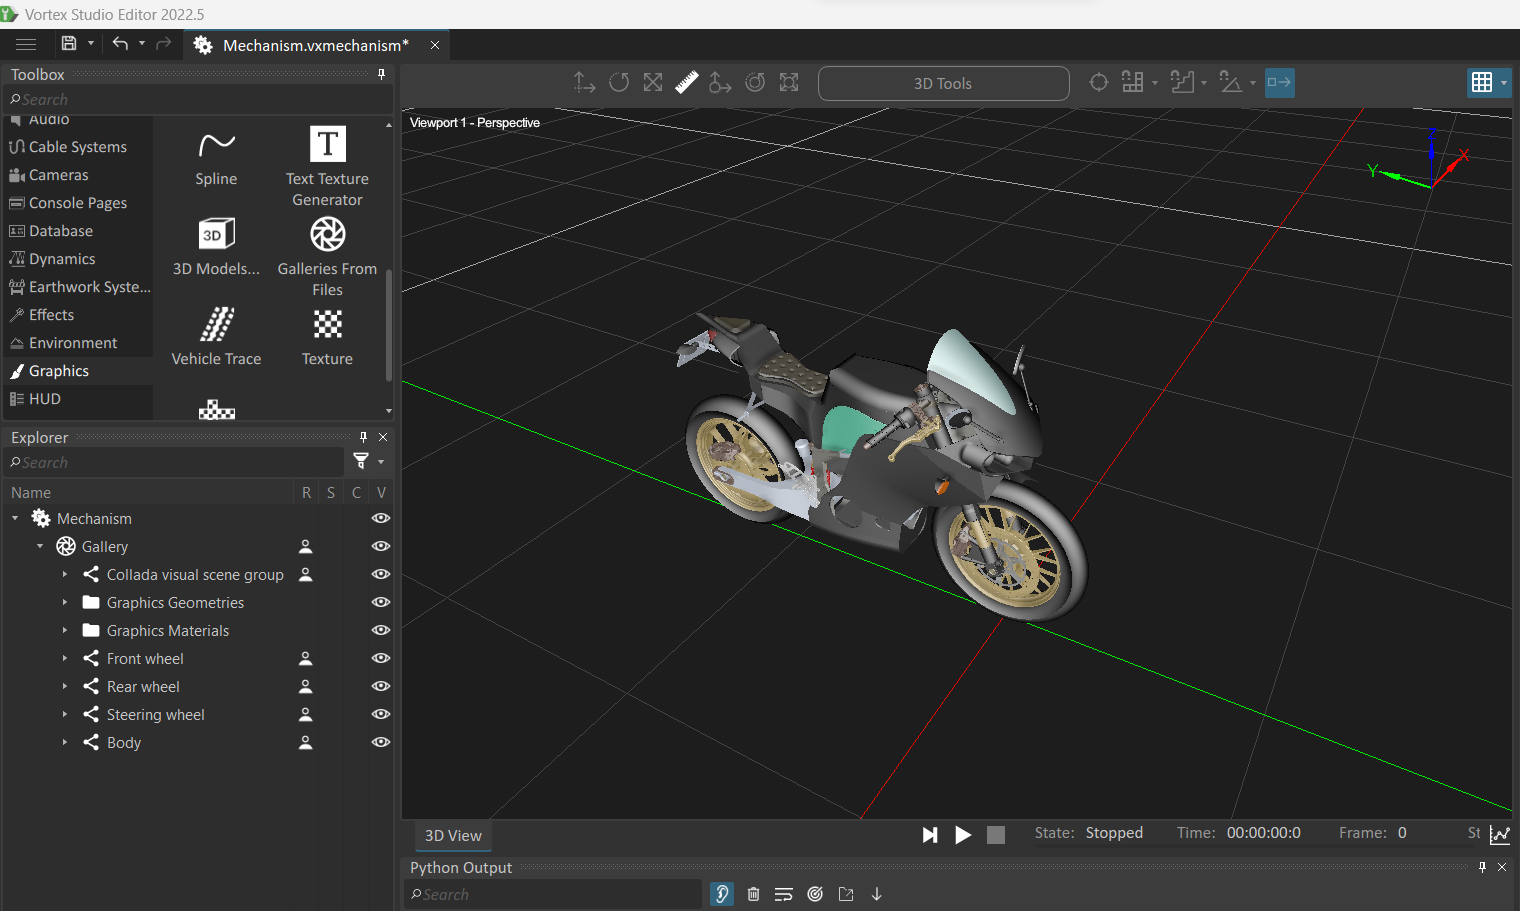 Vortex Studio Editor 2022.5
Mechanism.vxmechanism*
Toolbox
Search
Audio
Cable Systems
Cameras
Console Pages
Database
Dynamics
Earthwork Syste...
Effects
Environment
Graphics
HUD
Spline
Text Texture
Generator
3D
3D Models...
Galleries From
Files
Vehicle Trace
Texture
Explorer
Search
Name R S C V
Mechanism
Gallery
Collada visual scene group
Graphics Geometries
Graphics Materials
Front wheel
Rear wheel
Steering wheel
Body
3D Tools
Viewport 1 - Perspective
Z
X
Y
3D View
State: Stopped Time: 00:00:00:0 Frame: 0 St
Python Output
Search